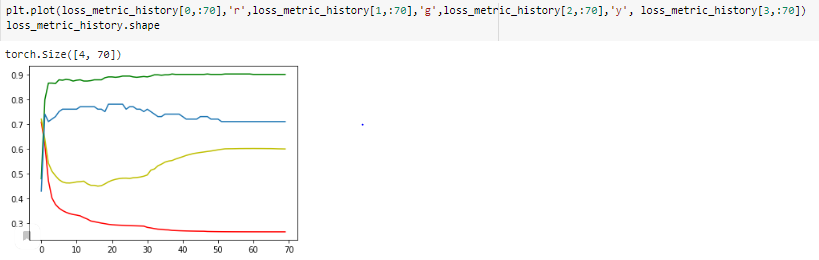 plt.plot(loss_metric_history[0,:70],'r',loss_metric_history[1,:70],'g',loss_metric_history[2,:70],'y', loss_metric_history[3,:70])
loss_metric_history.shape
torch.Size([4, 70])
0.9
0.8
0.7
0.6
0.5
0.4
0.3
0 10 20 30 40 50 60 70